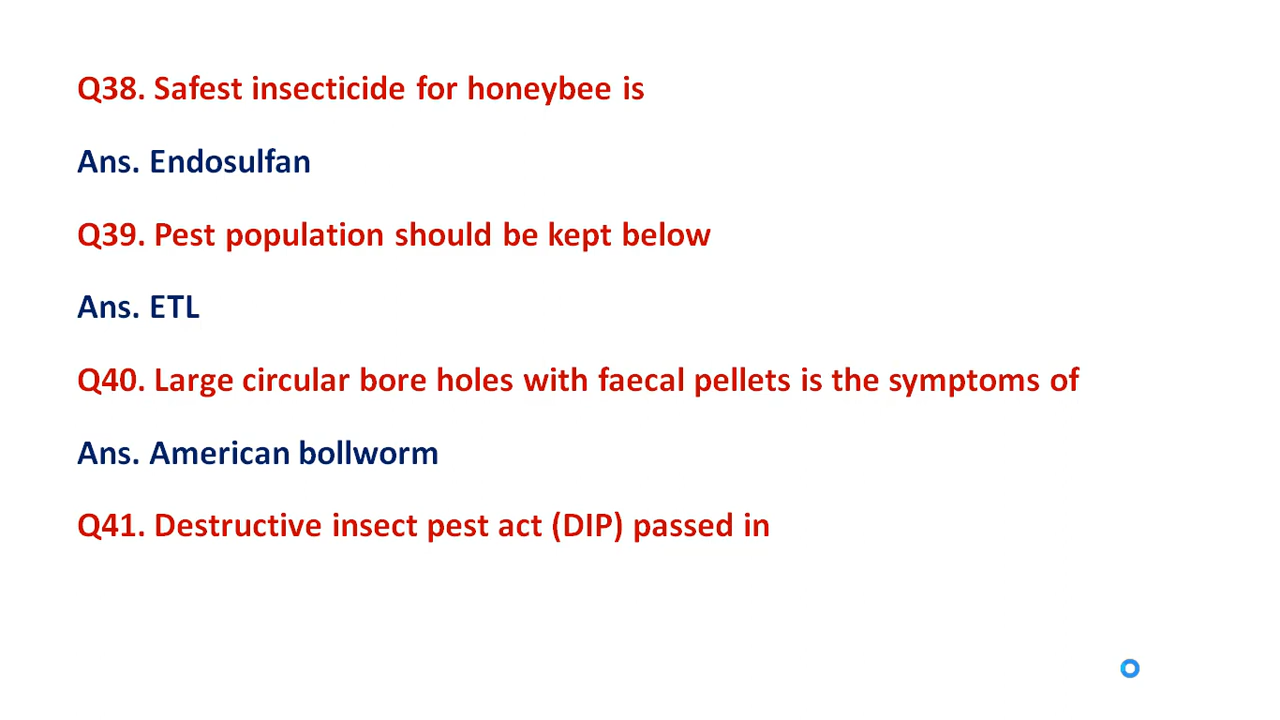 Q38. Safest insecticide for honeybee is
Ans. Endosulfan
Q39. Pest population should be kept below
Ans. ETL
Q40. Large circular bore holes with faecal pellets is the symptoms of
Ans. American bollworm
Q41. Destructive insect pest act (DIP) passed in